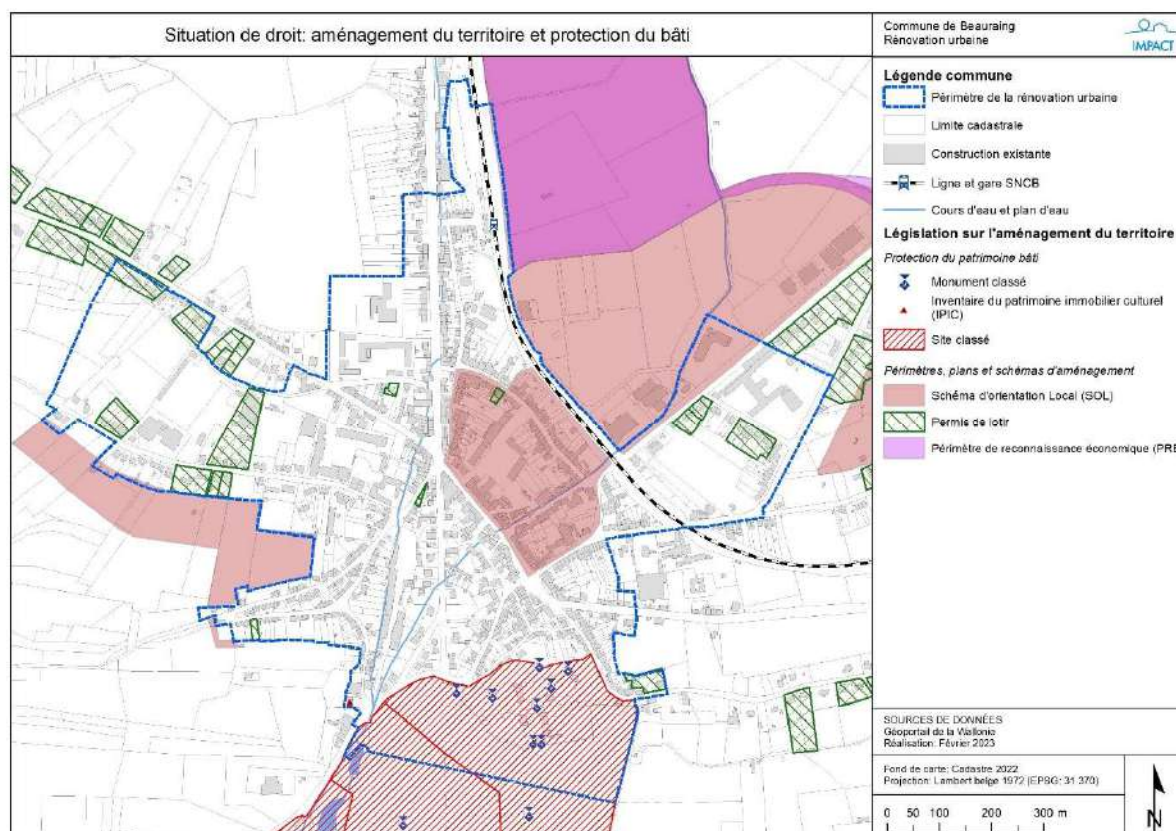 Situation de droit: aménagement du territoire et protection du bâti
Commune de Beauraing
Rénovation urbaine
IMPACT
Légende commune
Périmètre de la rénovation urbaine
Limite cadastrale
Construction existante
Ligne et gare SNCB
Cours d'eau et plan d'eau
Législation sur l'aménagement du territoire
Protection du patrimoine bâti
Monument classé
Inventaire du patrimoine immobilier culturel
(IPIC)
Site classé
Périmètres, plans et schémas d'aménagement
Schéma d'orientation Local (SOL)
Permis de lotir
Périmètre de reconnaissance économique (PRE
SOURCES DE DONNÉES
Géoportail de la Wallonie
Réalisation: Février 2023
Fond de carte: Cadastre 2022
Projection: Lambert belge 1972 (EPSG: 31 370)
0 50 100 200 300 m
N